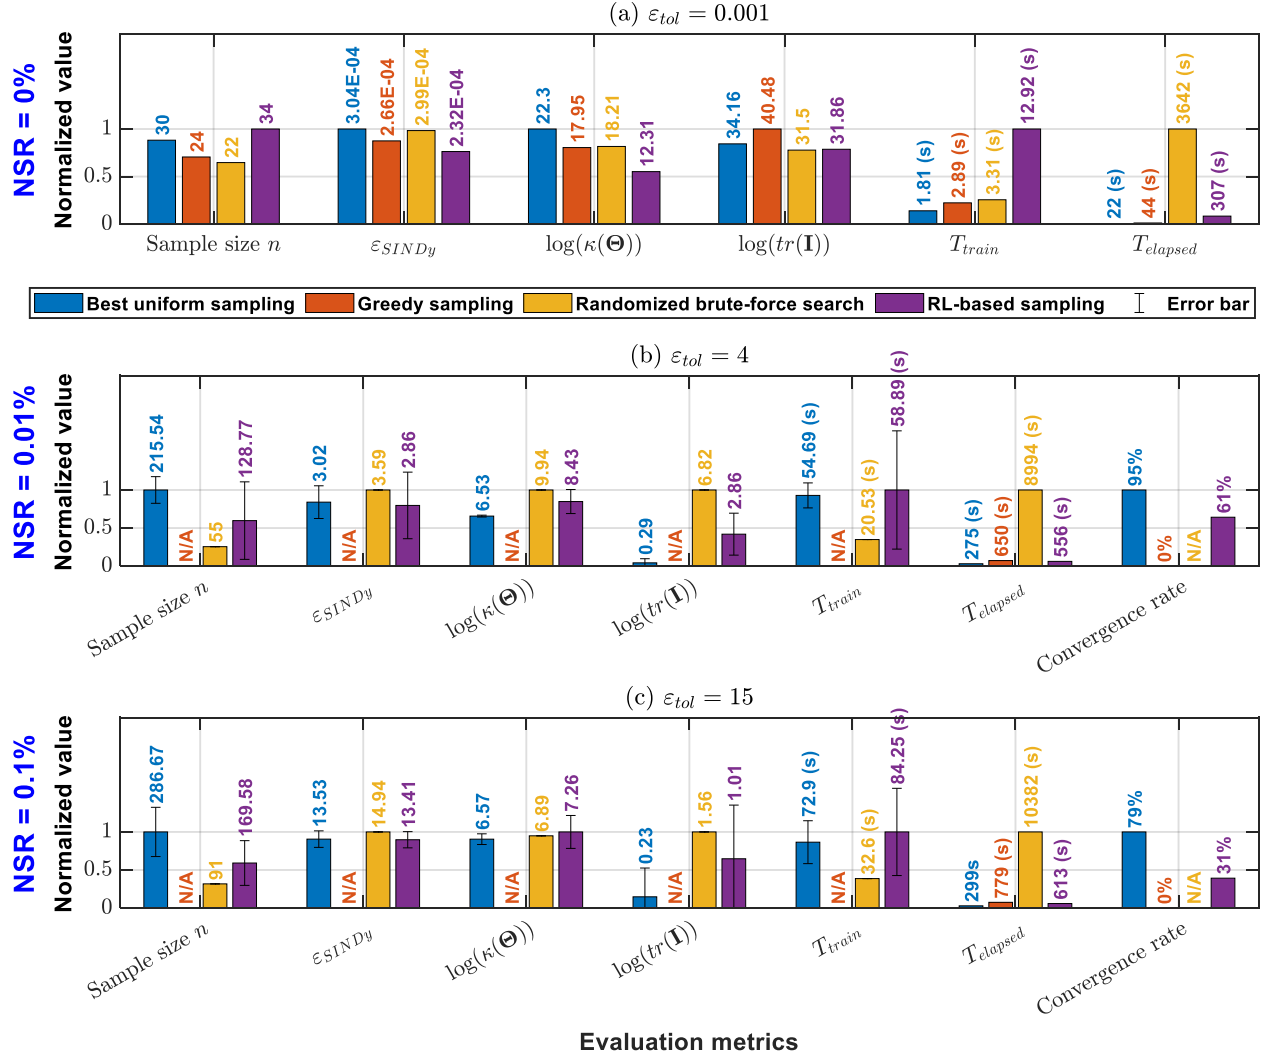 (a) ε_tol = 0.001
NSR = 0%
Normalized value
1
0.5
0
30
24
22
34
3.04E-04
2.66E-04
2.99E-04
2.32E-04
22.3
17.95
18.21
12.31
34.16
40.48
31.5
31.86
1.81 (s)
2.89 (s)
3.31 (s)
12.92 (s)
22 (s)
44 (s)
3642 (s)
307 (s)
Sample size n
ε_SINDy
log(κ(Θ))
log(tr(I))
T_train
T_elapsed
Best uniform sampling
Greedy sampling
Randomized brute-force search
RL-based sampling
Error bar
(b) ε_tol = 4
NSR = 0.01%
Normalized value
1
0.5
0
215.54
N/A
55
128.77
3.02
N/A
3.59
2.86
6.53
N/A
9.94
8.43
0.29
N/A
6.82
2.86
54.69 (s)
N/A
20.53 (s)
58.89 (s)
275 (s)
650 (s)
8994 (s)
556 (s)
95%
0%
N/A
61%
Sample size n
ε_SINDy
log(κ(Θ))
log(tr(I))
T_train
T_elapsed
Convergence rate
(c) ε_tol = 15
NSR = 0.1%
Normalized value
1
0.5
0
286.67
N/A
91
169.58
13.53
N/A
14.94
13.41
6.57
N/A
6.89
7.26
0.23
N/A
1.56
1.01
72.9 (s)
N/A
32.6 (s)
84.25 (s)
299s
779 (s)
10382 (s)
613 (s)
79%
0%
N/A
31%
Sample size n
ε_SINDy
log(κ(Θ))
log(tr(I))
T_train
T_elapsed
Convergence rate
Evaluation metrics